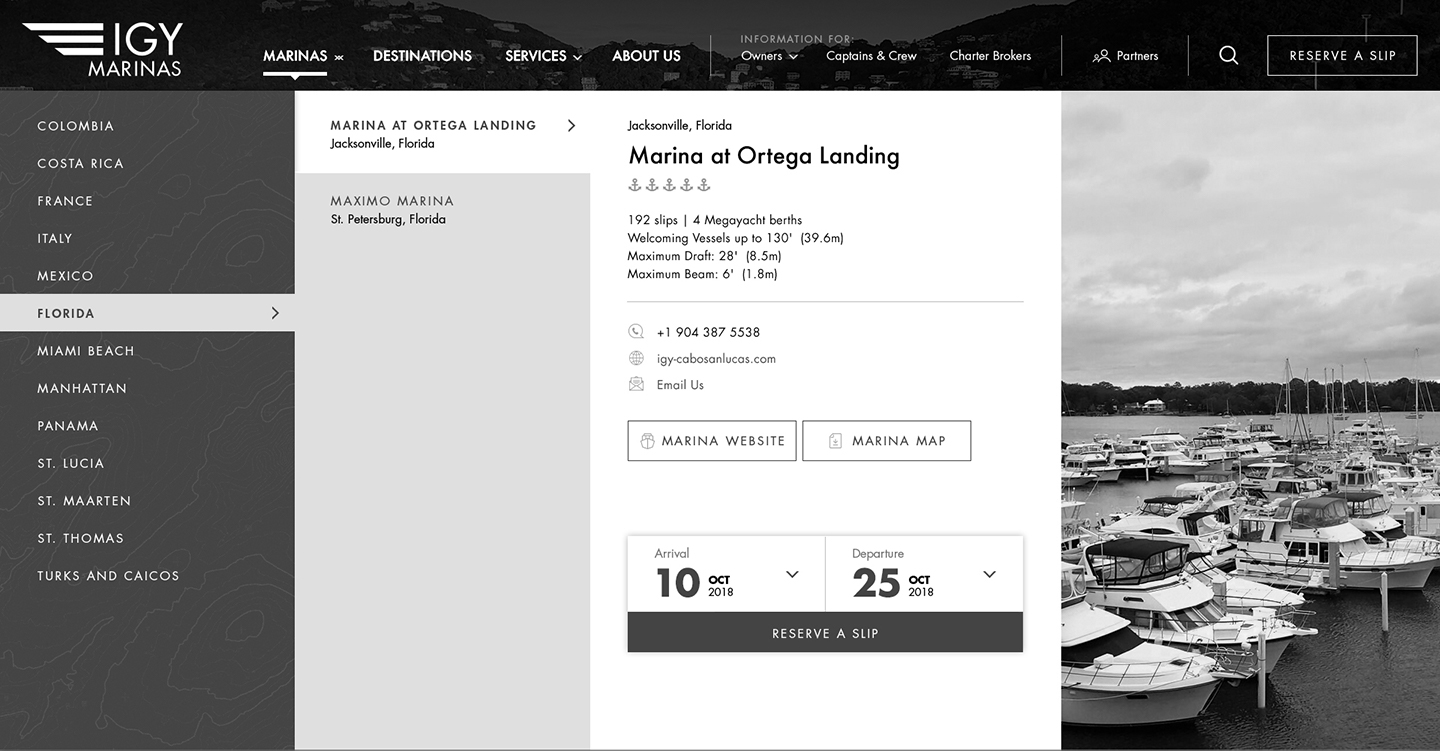 IGY
MARINAS
MARINAS
DESTINATIONS
SERVICES
ABOUT US
INFORMATION FOR:
Owners
Captains & Crew
Charter Brokers
Partners
RESERVE A SLIP
COLOMBIA
COSTA RICA
FRANCE
ITALY
MEXICO
FLORIDA
MIAMI BEACH
MANHATTAN
PANAMA
ST. LUCIA
ST. MAARTEN
ST. THOMAS
TURKS AND CAICOS
MARINA AT ORTEGA LANDING
Jacksonville, Florida
MAXIMO MARINA
St. Petersburg, Florida
Jacksonville, Florida
Marina at Ortega Landing
192 slips | 4 Megayacht berths
Welcoming Vessels up to 130' (39.6m)
Maximum Draft: 28' (8.5m)
Maximum Beam: 6' (1.8m)
+1 904 387 5538
igy-cabosanlucas.com
Email Us
MARINA WEBSITE
MARINA MAP
Arrival
10 OCT 2018
Departure
25 OCT 2018
RESERVE A SLIP